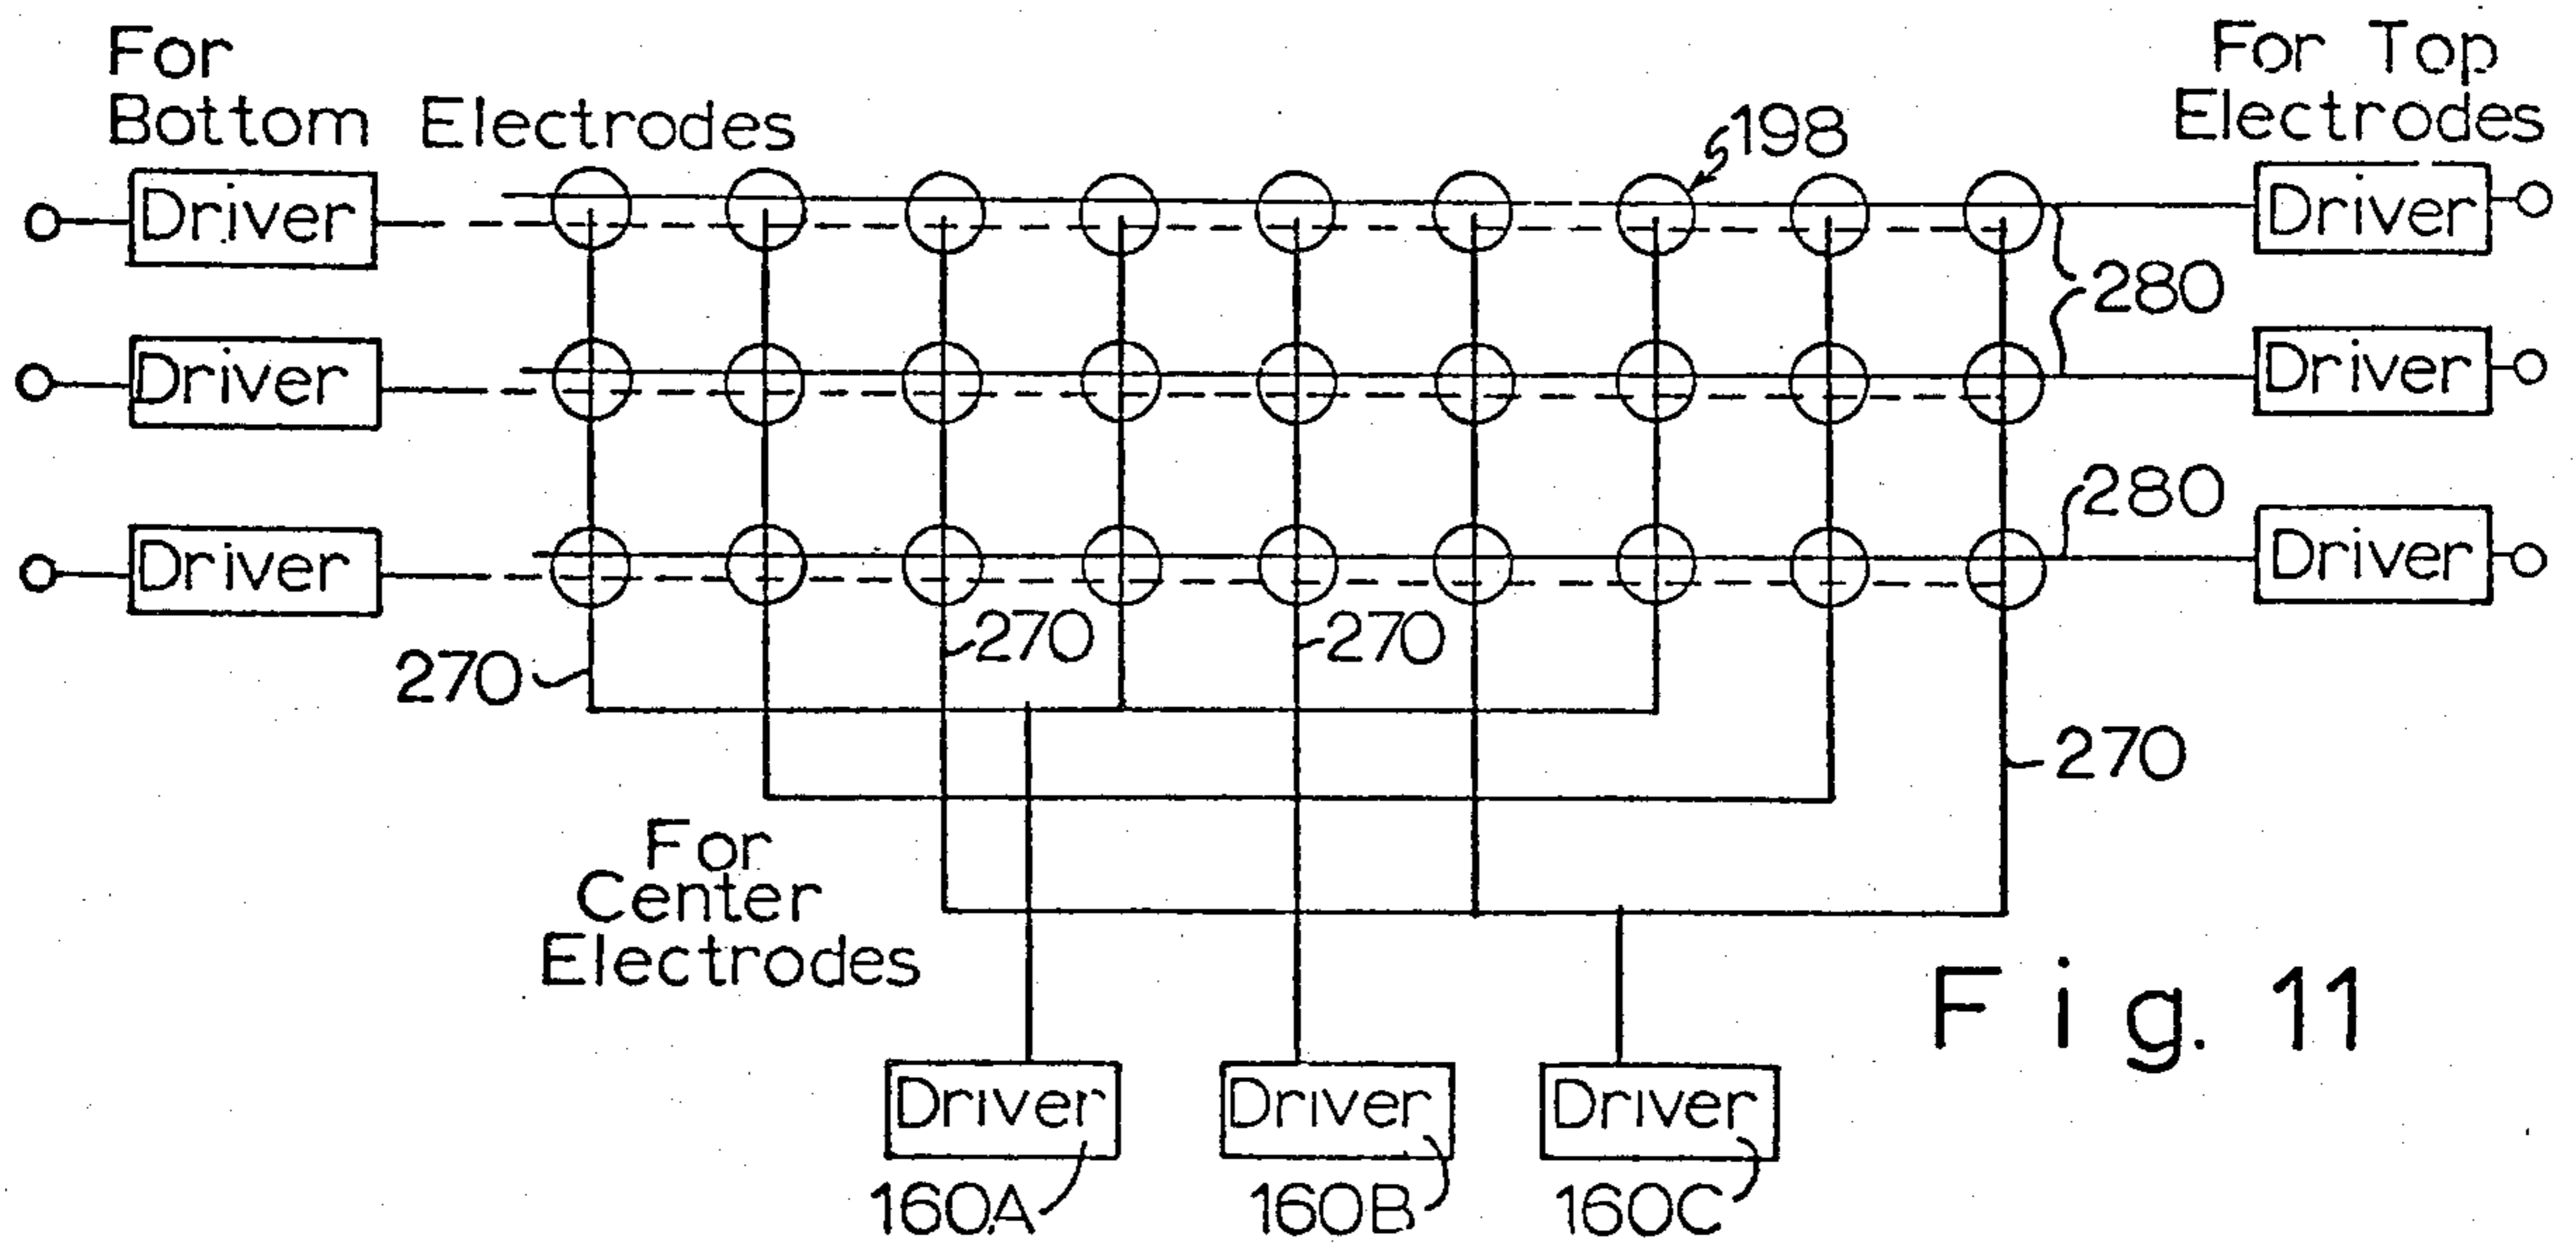 For
Bottom Electrodes
For Top
Electrodes
198
Driver
Driver
280
Driver
Driver
280
Driver
Driver
270
270
270
270
For
Center
Electrodes
Driver
Driver
Driver
160A
160B
160C
Fig. 11